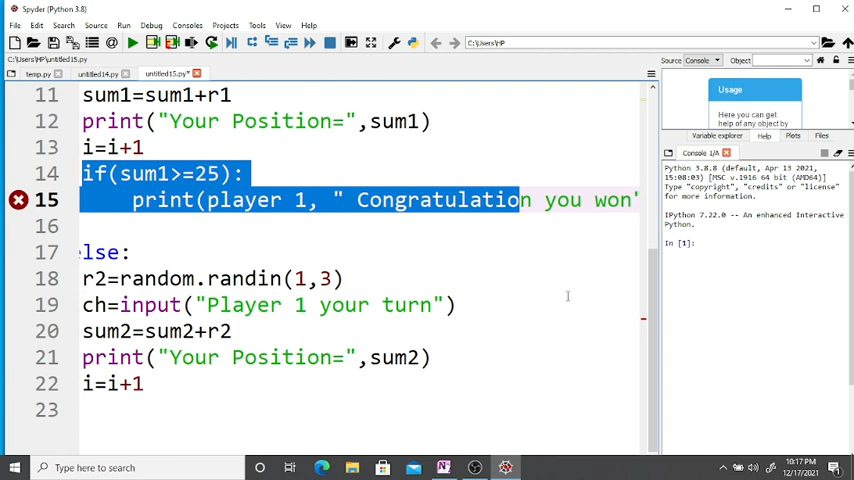 Spyder (Python 3.8)
File Edit Search Source Run Debug Consoles Projects Tools View Help
C:\Users\HP
C:\Users\HP\untitled15.py
temp.py untitled14.py untitled15.py*
Source Console Object
Usage
Here you can get
help of any object by
Variable explorer Help Plots Files
Console 1/A
Python 3.8.8 (default, Apr 13 2021,
15:08:03) [MSC v.1916 64 bit (AMD64)]
Type "copyright", "credits" or "license"
for more information.
IPython 7.22.0 -- An enhanced Interactive
Python.
In [1]:
11 sum1=sum1+r1
12 print("Your Position=",sum1)
13 i=i+1
14 if(sum1>=25):
15 print(player 1, " Congratulation you won'
16
17 else:
18 r2=random.randin(1,3)
19 ch=input("Player 1 your turn")
20 sum2=sum2+r2
21 print("Your Position=",sum2)
22 i=i+1
23
Type here to search
10:17 PM
12/17/2021